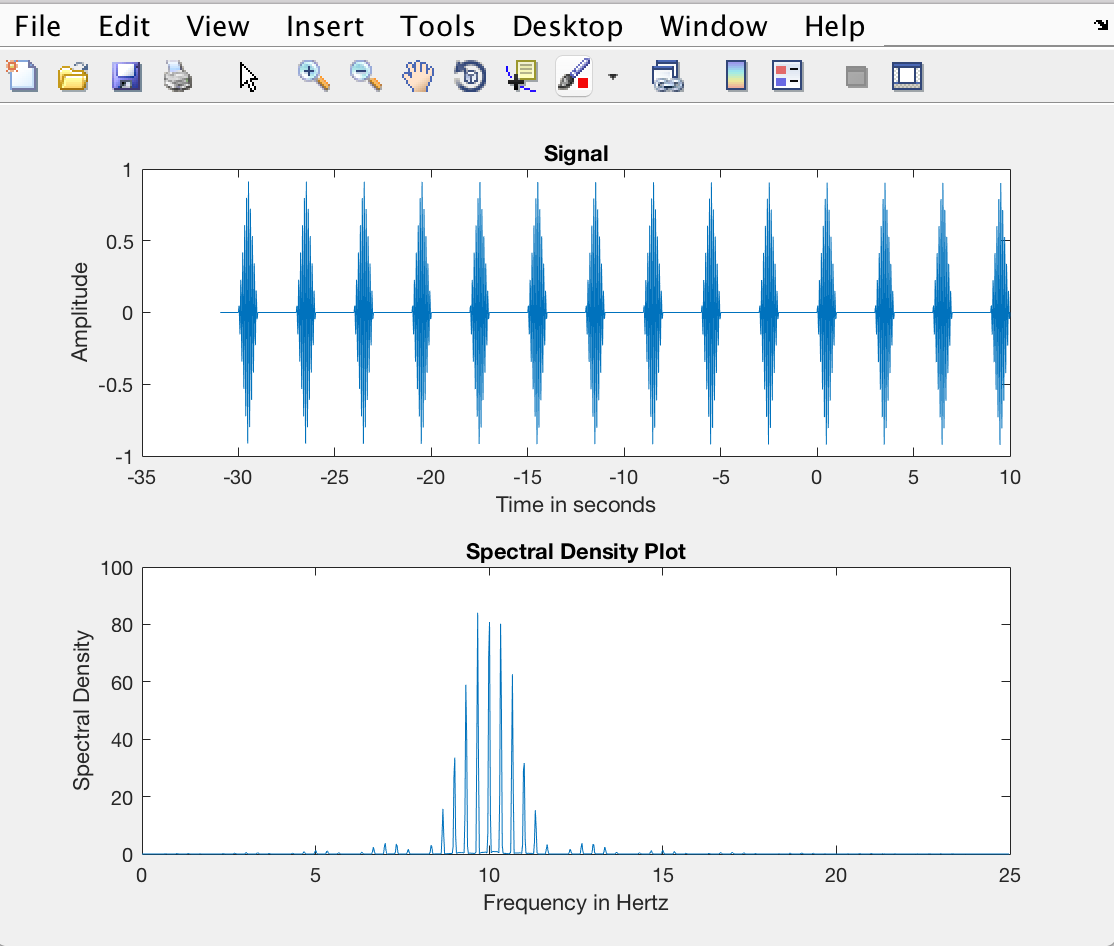 File Edit View Insert Tools Desktop Window Help
Signal
1
0.5
0
-0.5
-1
Amplitude
-35 -30 -25 -20 -15 -10 -5 0 5 10
Time in seconds
Spectral Density Plot
100
80
60
40
20
0
Spectral Density
0 5 10 15 20 25
Frequency in Hertz